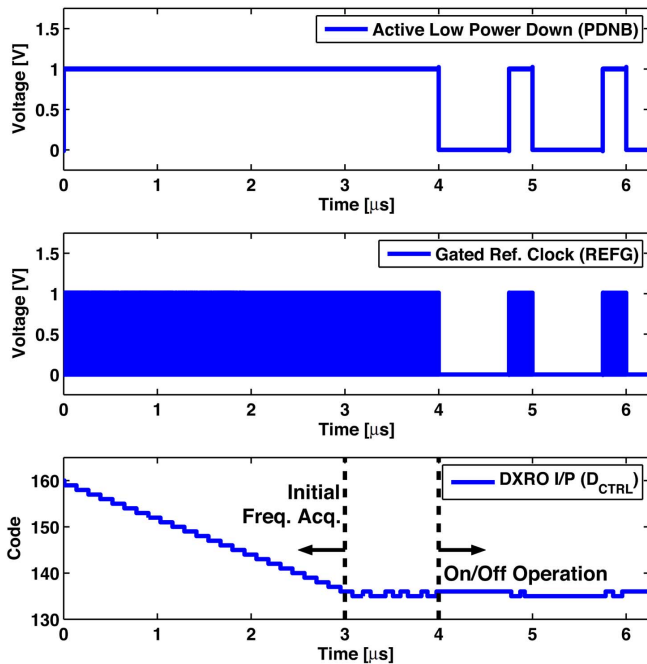 Active Low Power Down (PDNB)
Voltage [V]
1.5
1
0.5
0
0 1 2 3 4 5 6
Time [μs]
Gated Ref. Clock (REFG)
Voltage [V]
1.5
1
0.5
0
0 1 2 3 4 5 6
Time [μs]
DXRO I/P (D_CTRL)
Code
160
150
140
130
Initial
Freq. Acq.
On/Off Operation
0 1 2 3 4 5 6
Time [μs]